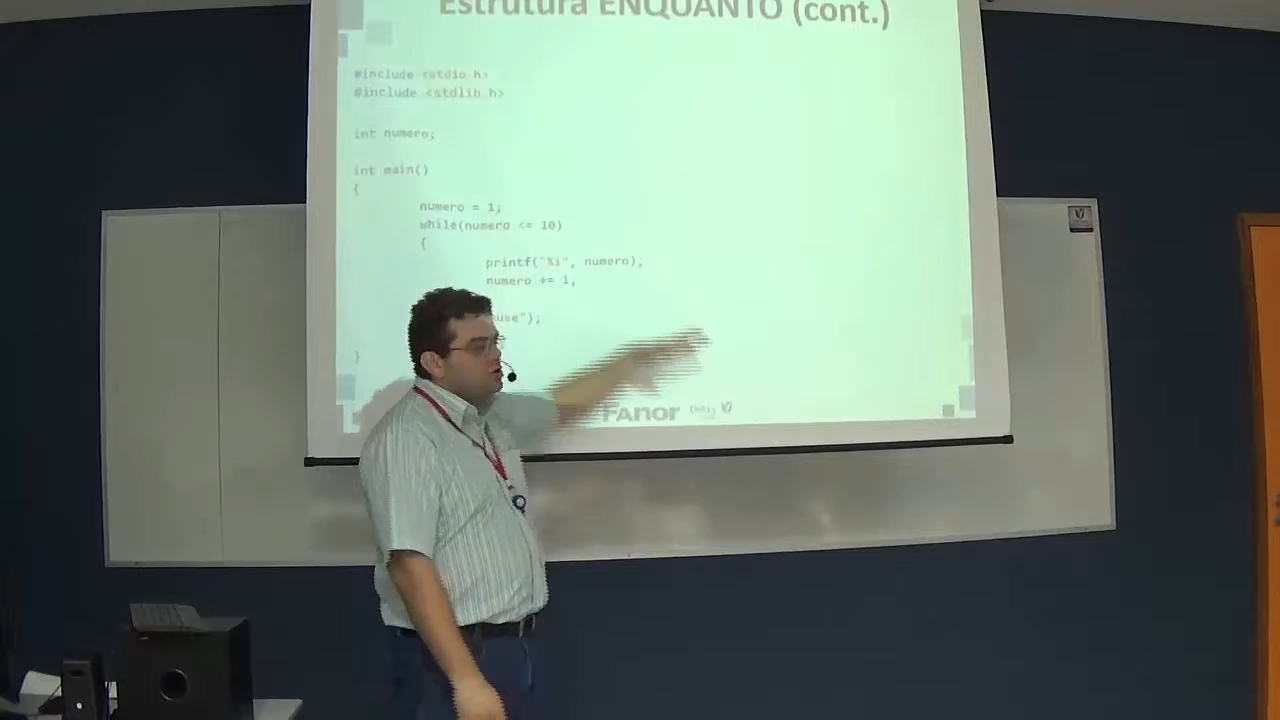 Estrutura ENQUANTO (cont.)
#include <stdio.h>
#include <stdlib.h>
int numero;
int main()
{
numero = 1;
while(numero <= 10)
{
printf("%i", numero);
numero += 1;
use");
}
FANOR